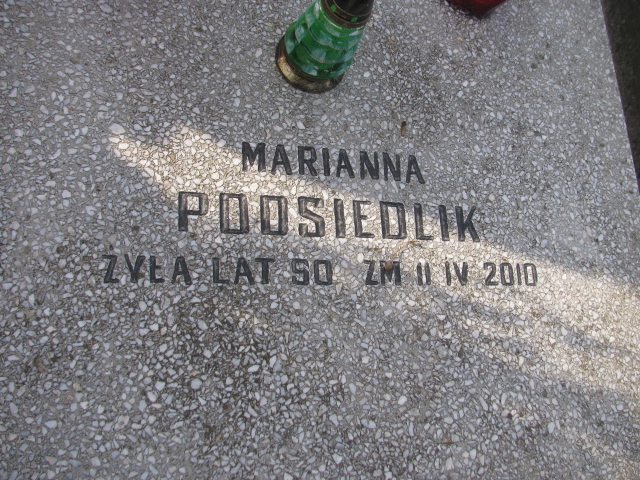 MARIANNA
PODSIEDLIK
ŻYŁA LAT 50 ZM 11 IV 2010